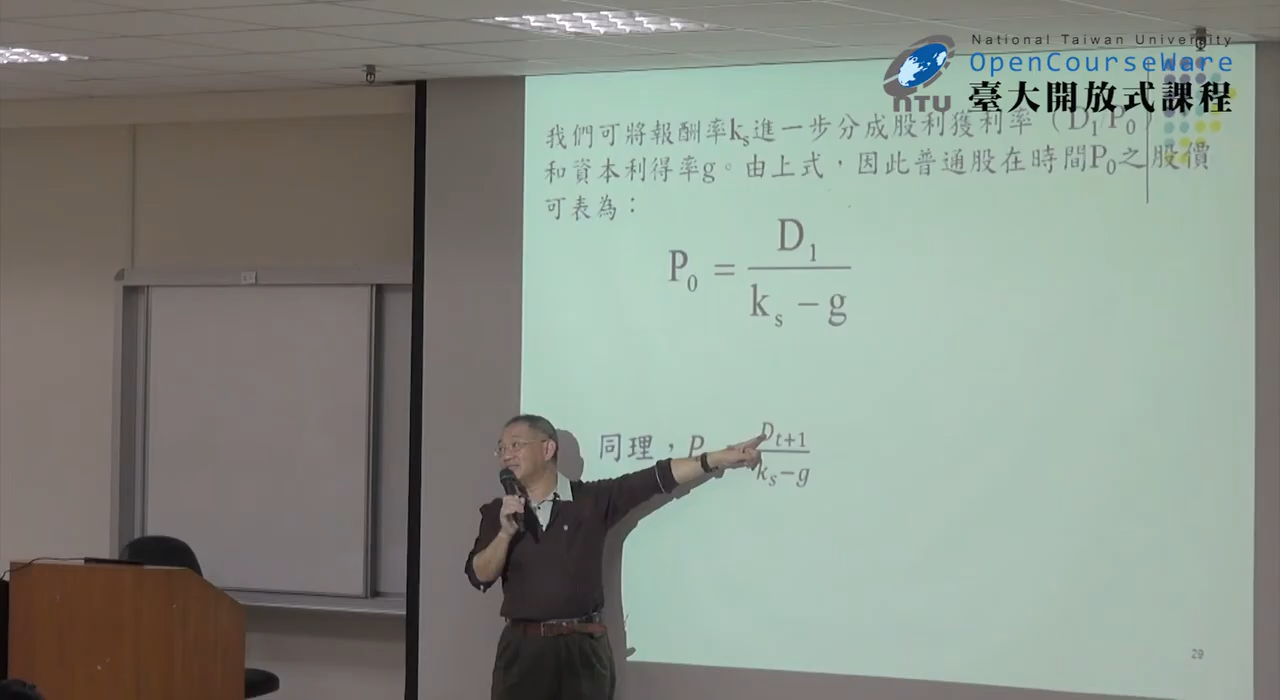 National Taiwan University
OpenCourseWare
NTU 臺大開放式課程
我們可將報酬率kₛ進一步分成股利獲利率（D₁ P₀
和資本利得率g。由上式，因此普通股在時間P₀之股價
可表為：
P₀ = D₁ / (kₛ − g)
同理，P = Dₜ₊₁ / (kₛ−g)
29